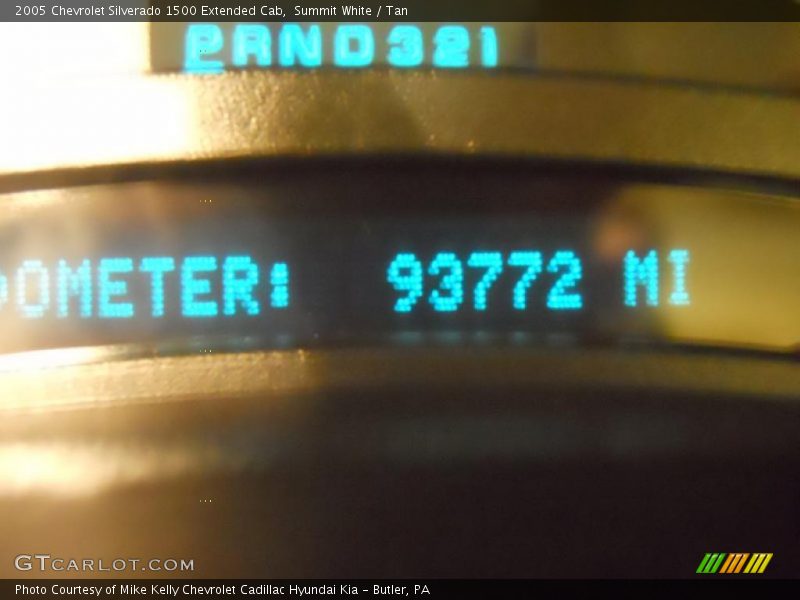 2005 Chevrolet Silverado 1500 Extended Cab, Summit White / Tan
PRND321
ODOMETER: 93772 MI
GTCARLOT.COM
Photo Courtesy of Mike Kelly Chevrolet Cadillac Hyundai Kia – Butler, PA